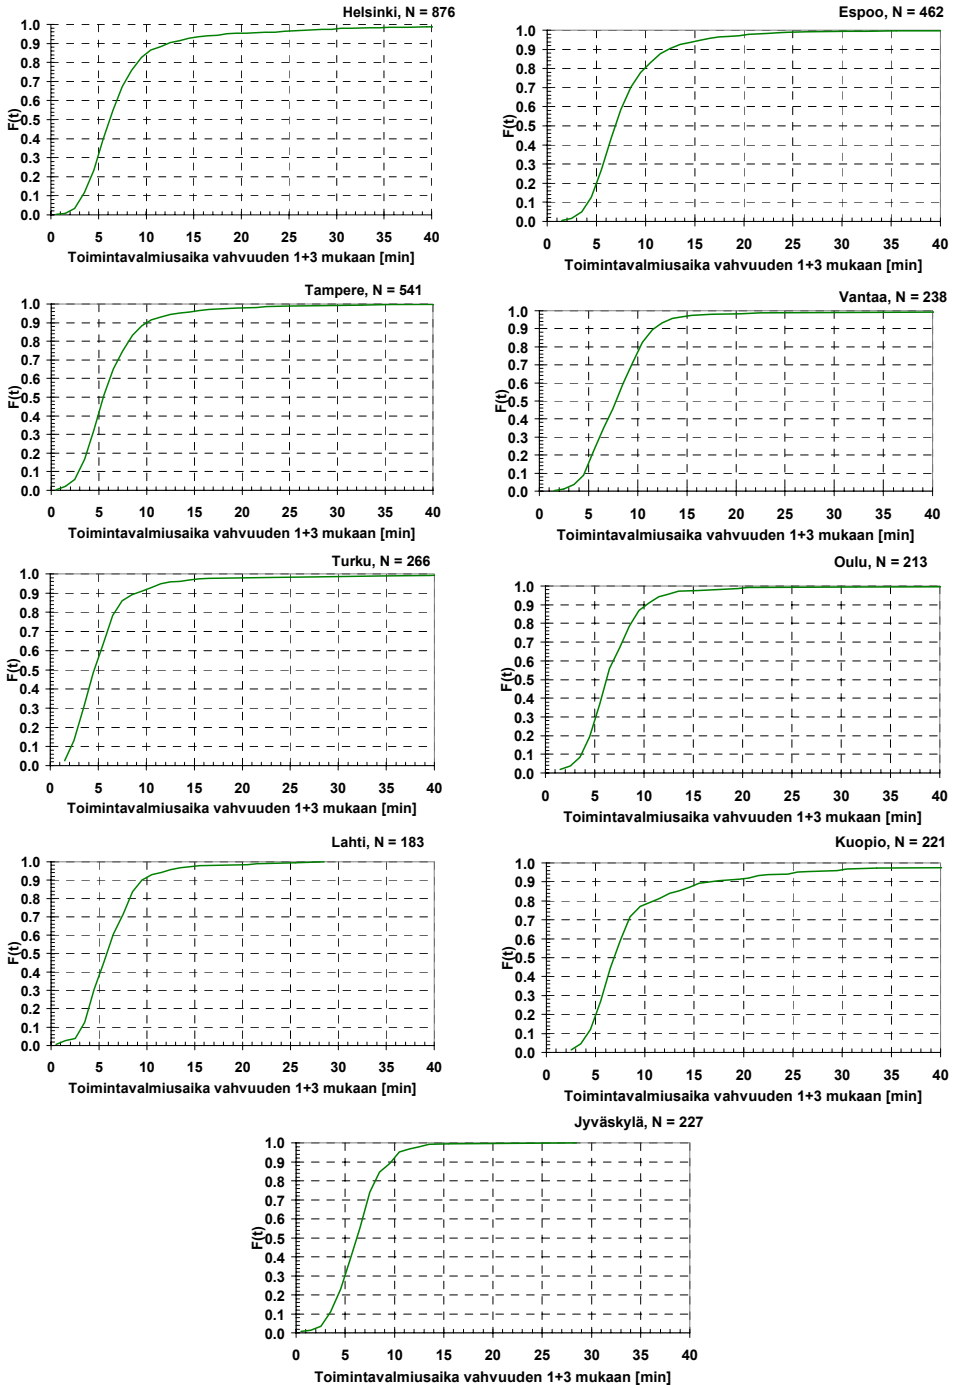 Helsinki, N = 876
1.0
0.9
0.8
0.7
0.6
0.5
0.4
0.3
0.2
0.1
0.0
F(t)
0 5 10 15 20 25 30 35 40
Toimintavalmiusaika vahvuuden 1+3 mukaan [min]
Espoo, N = 462
1.0
0.9
0.8
0.7
0.6
0.5
0.4
0.3
0.2
0.1
0.0
F(t)
0 5 10 15 20 25 30 35 40
Toimintavalmiusaika vahvuuden 1+3 mukaan [min]
Tampere, N = 541
1.0
0.9
0.8
0.7
0.6
0.5
0.4
0.3
0.2
0.1
0.0
F(t)
0 5 10 15 20 25 30 35 40
Toimintavalmiusaika vahvuuden 1+3 mukaan [min]
Vantaa, N = 238
1.0
0.9
0.8
0.7
0.6
0.5
0.4
0.3
0.2
0.1
0.0
F(t)
0 5 10 15 20 25 30 35 40
Toimintavalmiusaika vahvuuden 1+3 mukaan [min]
Turku, N = 266
1.0
0.9
0.8
0.7
0.6
0.5
0.4
0.3
0.2
0.1
0.0
F(t)
0 5 10 15 20 25 30 35 40
Toimintavalmiusaika vahvuuden 1+3 mukaan [min]
Oulu, N = 213
1.0
0.9
0.8
0.7
0.6
0.5
0.4
0.3
0.2
0.1
0.0
F(t)
0 5 10 15 20 25 30 35 40
Toimintavalmiusaika vahvuuden 1+3 mukaan [min]
Lahti, N = 183
1.0
0.9
0.8
0.7
0.6
0.5
0.4
0.3
0.2
0.1
0.0
F(t)
0 5 10 15 20 25 30 35 40
Toimintavalmiusaika vahvuuden 1+3 mukaan [min]
Kuopio, N = 221
1.0
0.9
0.8
0.7
0.6
0.5
0.4
0.3
0.2
0.1
0.0
F(t)
0 5 10 15 20 25 30 35 40
Toimintavalmiusaika vahvuuden 1+3 mukaan [min]
Jyväskylä, N = 227
1.0
0.9
0.8
0.7
0.6
0.5
0.4
0.3
0.2
0.1
0.0
F(t)
0 5 10 15 20 25 30 35 40
Toimintavalmiusaika vahvuuden 1+3 mukaan [min]